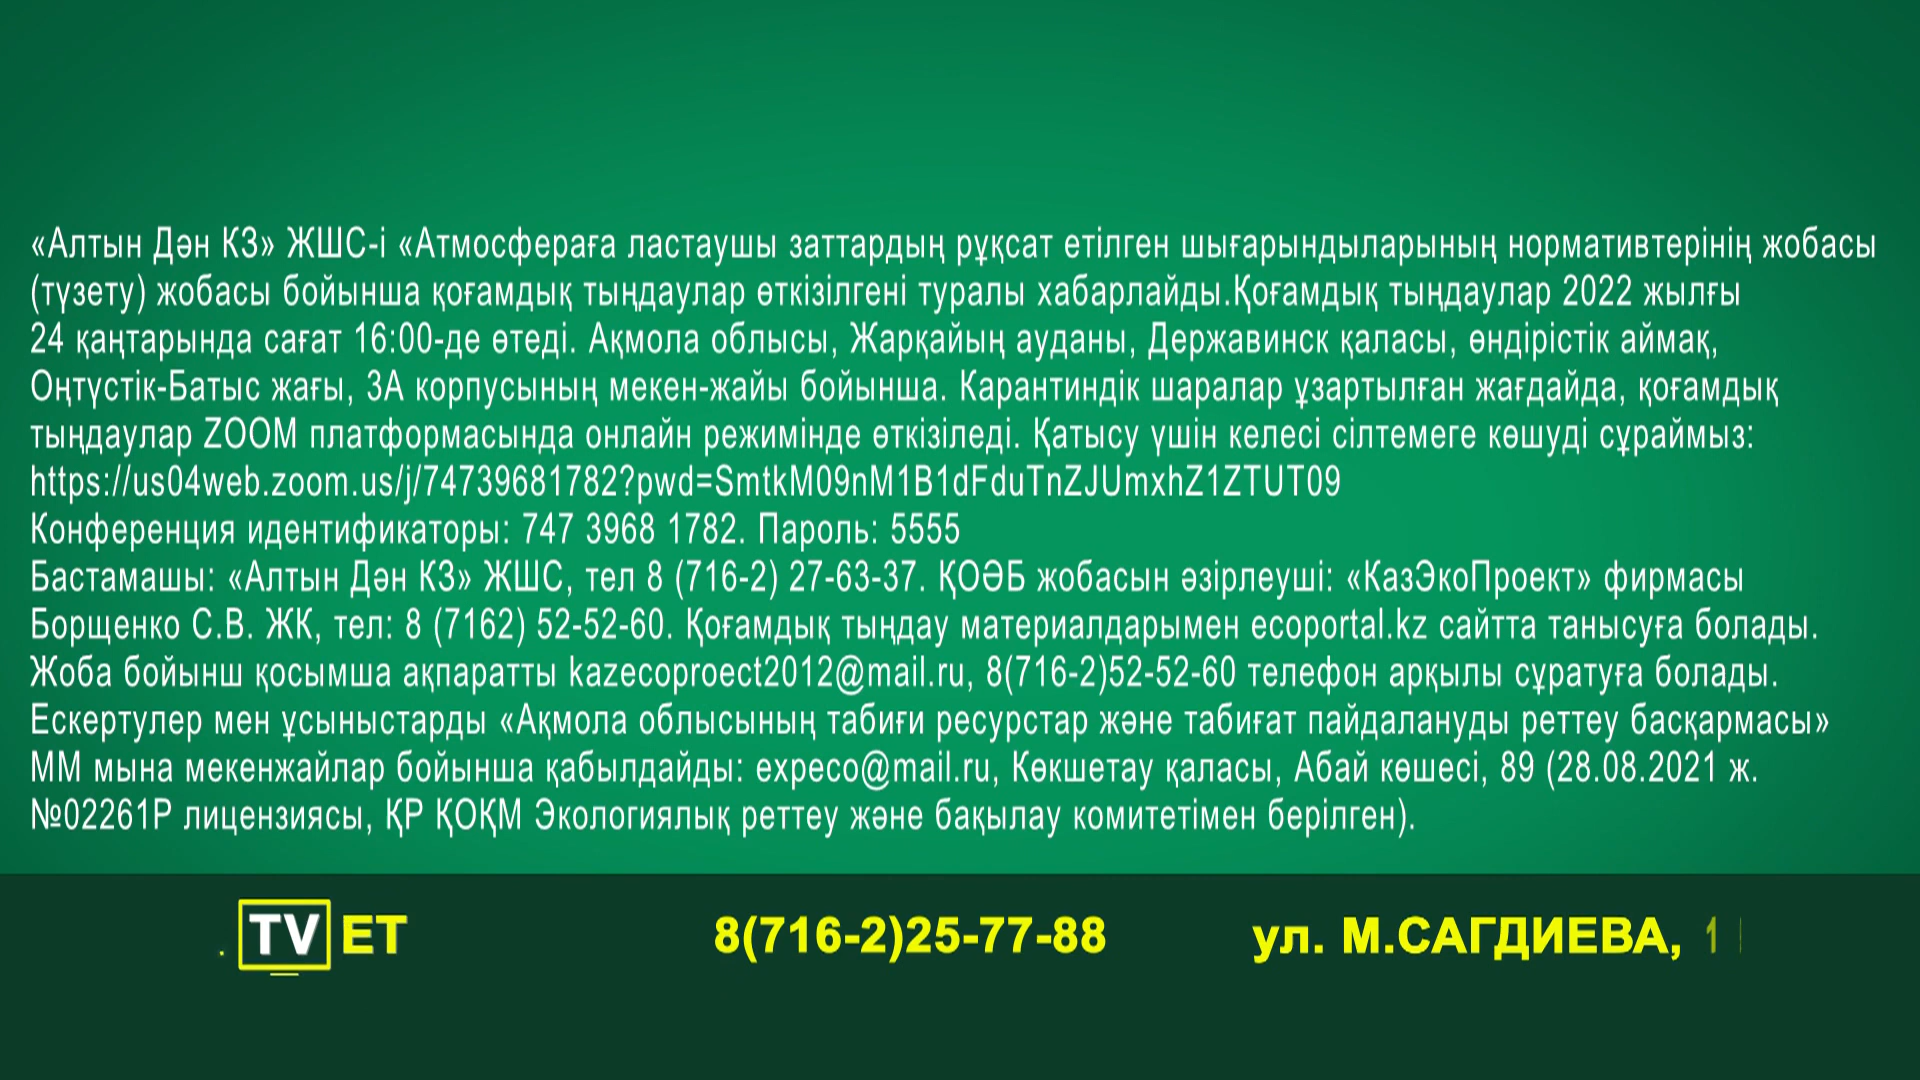 «Алтын Дән КЗ» ЖШС-і «Атмосфераға ластаушы заттардың рұқсат етілген шығарындыларының нормативтерінің жобасы
(түзету) жобасы бойынша қоғамдық тыңдаулар өткізілгені туралы хабарлайды.Қоғамдық тыңдаулар 2022 жылғы
24 қаңтарында сағат 16:00-де өтеді. Ақмола облысы, Жарқайың ауданы, Державинск қаласы, өндірістік аймақ,
Оңтүстік-Батыс жағы, 3А корпусының мекен-жайы бойынша. Карантиндік шаралар ұзартылған жағдайда, қоғамдық
тыңдаулар ZOOM платформасында онлайн режимінде өткізіледі. Қатысу үшін келесі сілтемеге көшуді сұраймыз:
https://us04web.zoom.us/j/74739681782?pwd=SmtkM09nM1B1dFduTnZJUmxhZ1ZTUT09
Конференция идентификаторы: 747 3968 1782. Пароль: 5555
Бастамашы: «Алтын Дән КЗ» ЖШС, тел 8 (716-2) 27-63-37. ҚОӘБ жобасын әзірлеуші: «КазЭкоПроект» фирмасы
Борщенко С.В. ЖК, тел: 8 (7162) 52-52-60. Қоғамдық тыңдау материалдарымен ecoportal.kz сайтта танысуға болады.
Жоба бойынш қосымша ақпаратты kazecoproect2012@mail.ru, 8(716-2)52-52-60 телефон арқылы сұратуға болады.
Ескертулер мен ұсыныстарды «Ақмола облысының табиғи ресурстар және табиғат пайдалануды реттеу басқармасы»
ММ мына мекенжайлар бойынша қабылдайды: expeco@mail.ru, Көкшетау қаласы, Абай көшесі, 89 (28.08.2021 ж.
№02261Р лицензиясы, ҚР ҚОҚМ Экологиялық реттеу және бақылау комитетімен берілген).
TV ET 8(716-2)25-77-88 ул. М.САГДИЕВА, 1